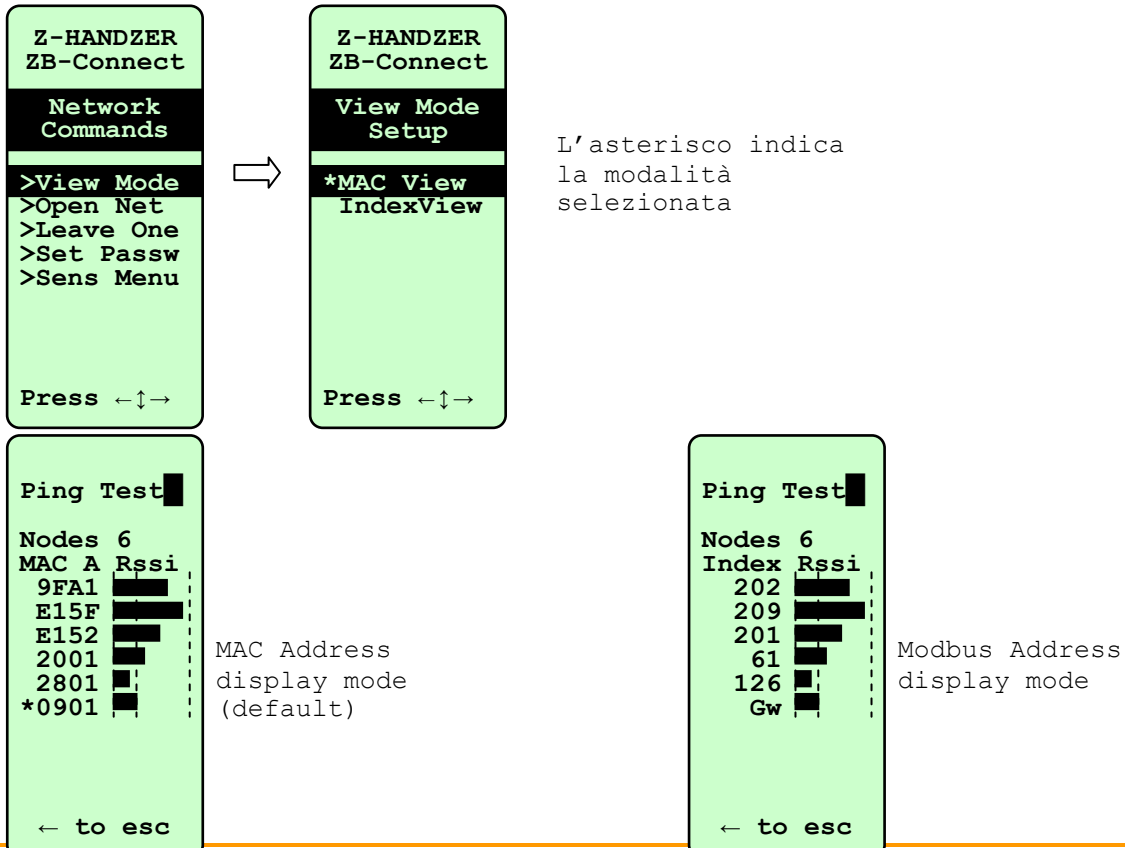 Z-HANDZER
ZB-Connect
Network
Commands
>View Mode
>Open Net
>Leave One
>Set Passw
>Sens Menu
Press ←↕→
Z-HANDZER
ZB-Connect
View Mode
Setup
*MAC View
IndexView
Press ←↕→
L'asterisco indica
la modalità
selezionata
Ping Test
Nodes 6
MAC A Rssi
9FA1
E15F
E152
2001
2801
*0901
← to esc
MAC Address
display mode
(default)
Ping Test
Nodes 6
Index Rssi
202
209
201
61
126
Gw
← to esc
Modbus Address
display mode